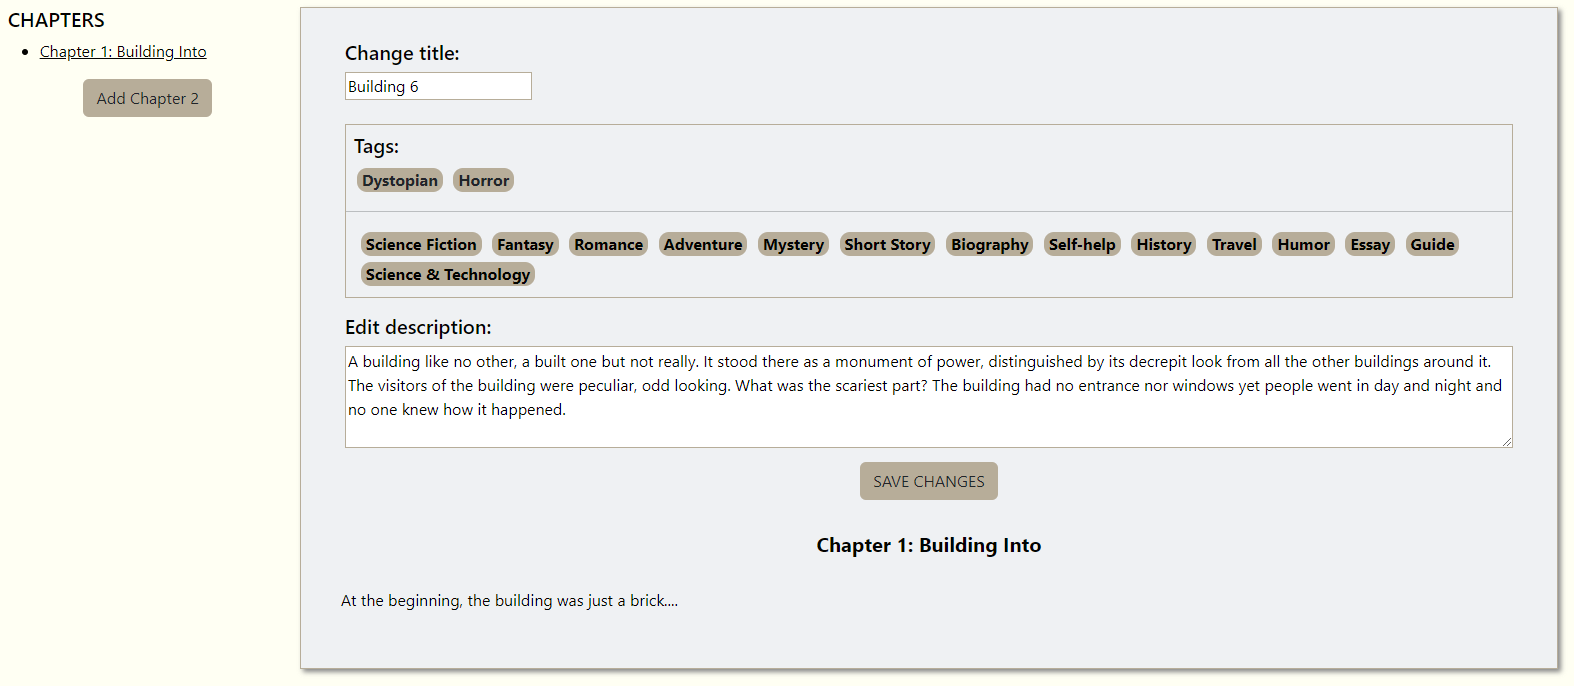 CHAPTERS
Chapter 1: Building Into
Add Chapter 2
Change title:
Building 6
Tags:
Dystopian Horror
Science Fiction Fantasy Romance Adventure Mystery Short Story Biography Self-help History Travel Humor Essay Guide
Science & Technology
Edit description:
A building like no other, a built one but not really. It stood there as a monument of power, distinguished by its decrepit look from all the other buildings around it.
The visitors of the building were peculiar, odd looking. What was the scariest part? The building had no entrance nor windows yet people went in day and night and
no one knew how it happened.
SAVE CHANGES
Chapter 1: Building Into
At the beginning, the building was just a brick....